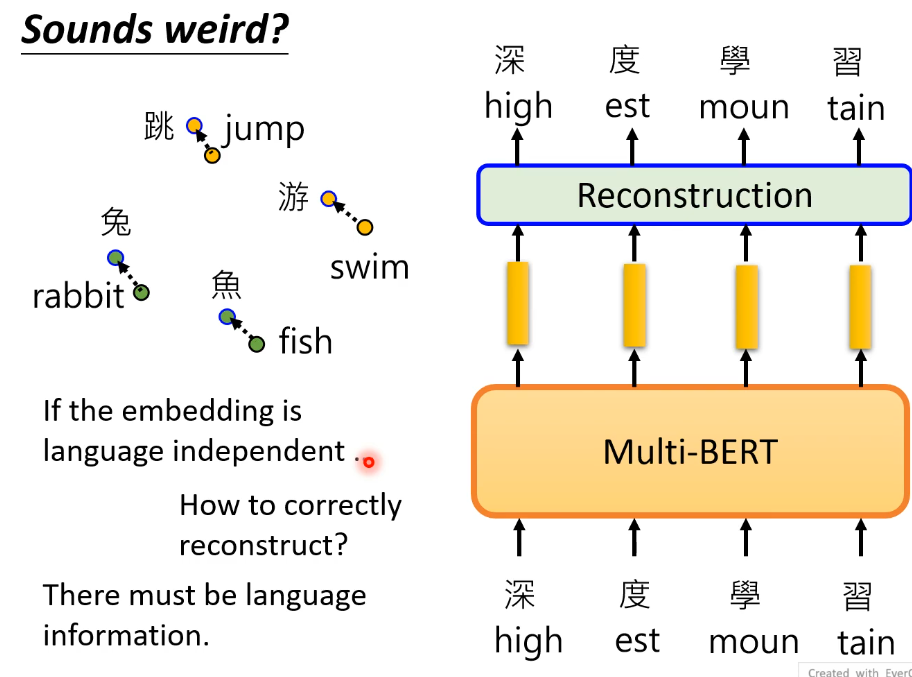 Sounds weird?
跳 jump
游
swim
兔
rabbit
魚
fish
If the embedding is
language independent ..
How to correctly
reconstruct?
There must be language
information.
深 度 學 習
high est moun tain
Reconstruction
Multi-BERT
深 度 學 習
high est moun tain
Created with Ever